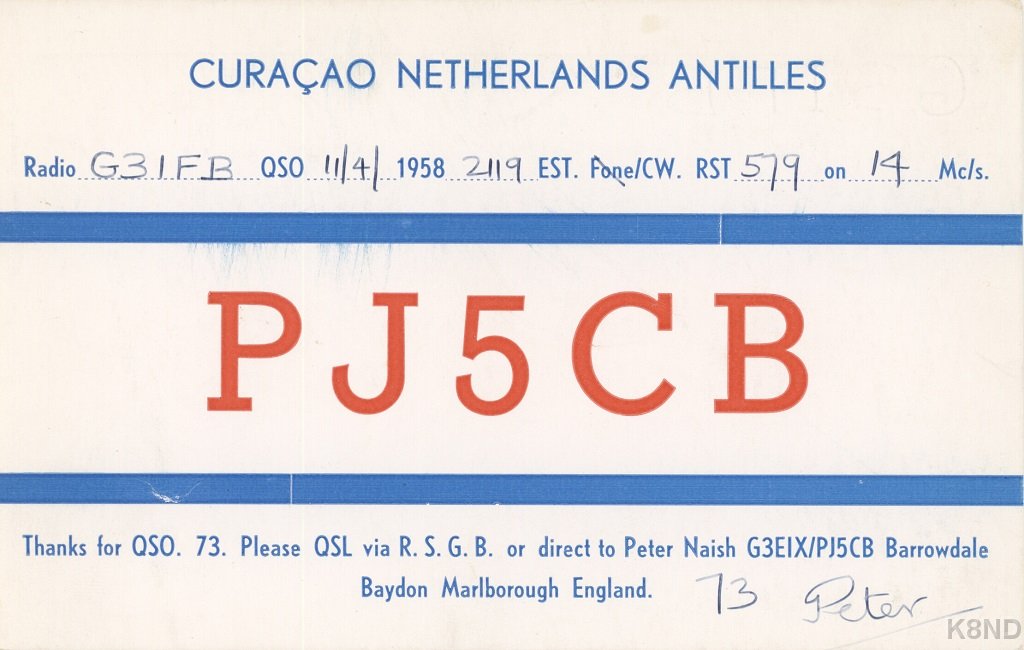 CURAÇAO NETHERLANDS ANTILLES
Radio G3IFB QSO 11/4/ 1958 2119 EST. Fone/CW. RST 579 on 14 Mc/s.
PJ5CB
Thanks for QSO. 73. Please QSL via R. S. G. B. or direct to Peter Naish G3EIX/PJ5CB Barrowdale
Baydon Marlborough England.
73 Peter
K8ND